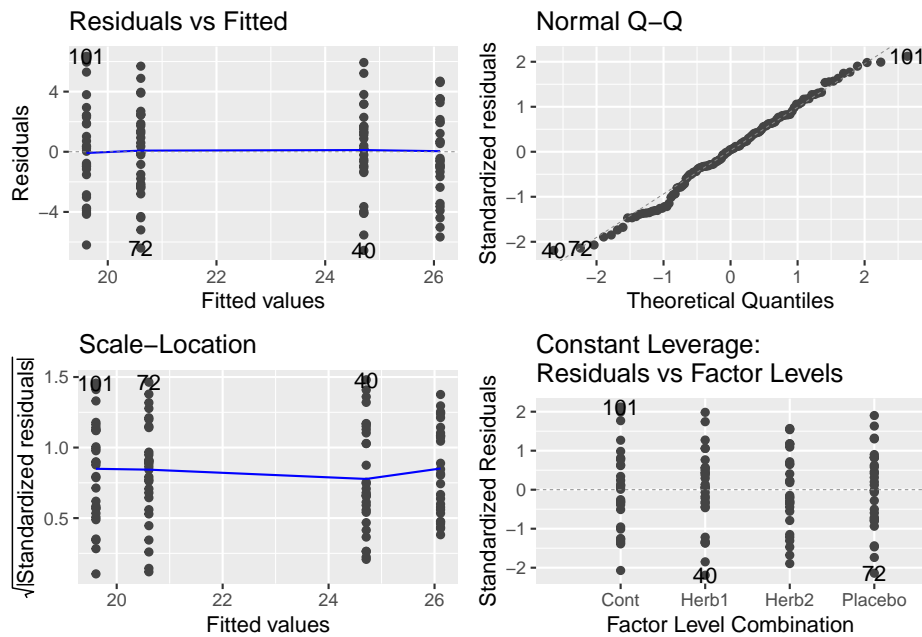 Residuals vs Fitted
101
72
40
4
0
−4
20
22
24
26
Fitted values
Residuals
Normal Q−Q
101
72
40
2
1
0
−1
−2
−2
−1
0
1
2
Theoretical Quantiles
Standardized residuals
Scale−Location
101
72
40
1.5
1.0
0.5
20
22
24
26
Fitted values
√|Standardized residuals|
Constant Leverage:
Residuals vs Factor Levels
101
40
72
2
1
0
−1
−2
Cont
Herb1
Herb2
Placebo
Factor Level Combination
Standardized Residuals